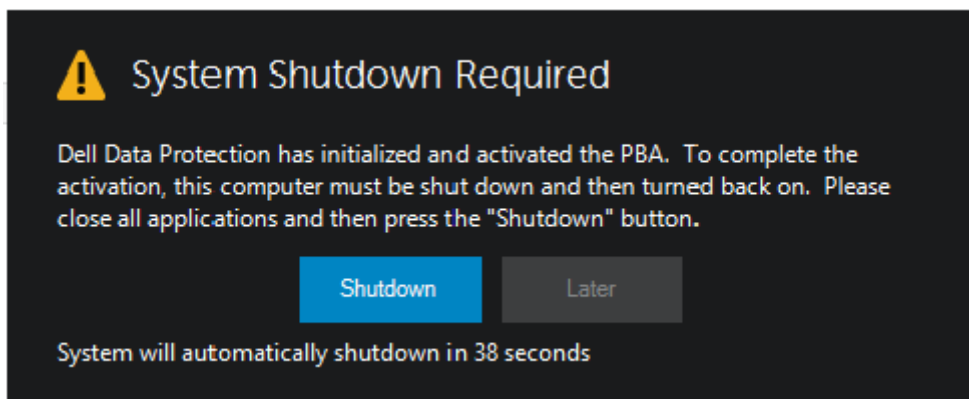 System Shutdown Required
Dell Data Protection has initialized and activated the PBA.  To complete the
activation, this computer must be shut down and then turned back on.  Please
close all applications and then press the "Shutdown" button.
Shutdown Later
System will automatically shutdown in 38 seconds